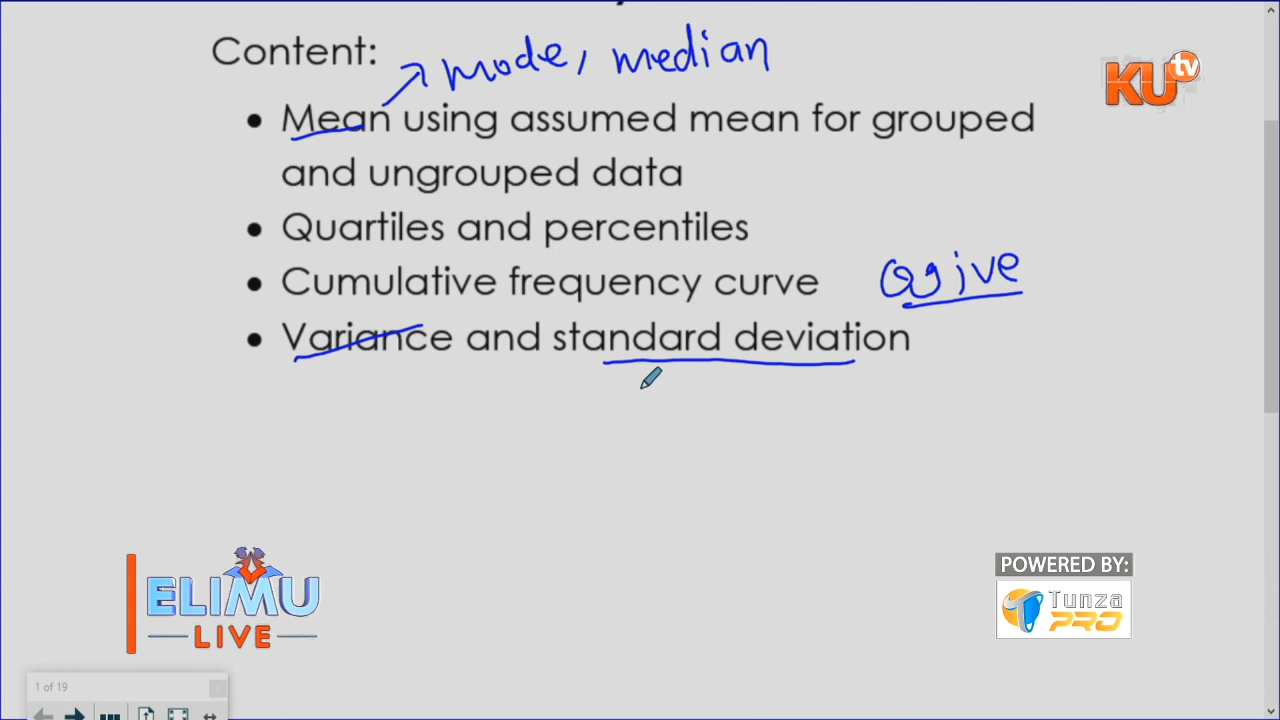 Content:
mode, median
• Mean using assumed mean for grouped
and ungrouped data
• Quartiles and percentiles
• Cumulative frequency curve
Ogive
• Variance and standard deviation
KU tv
ELIMU
LIVE
POWERED BY:
Tunza
PRO
1 of 19